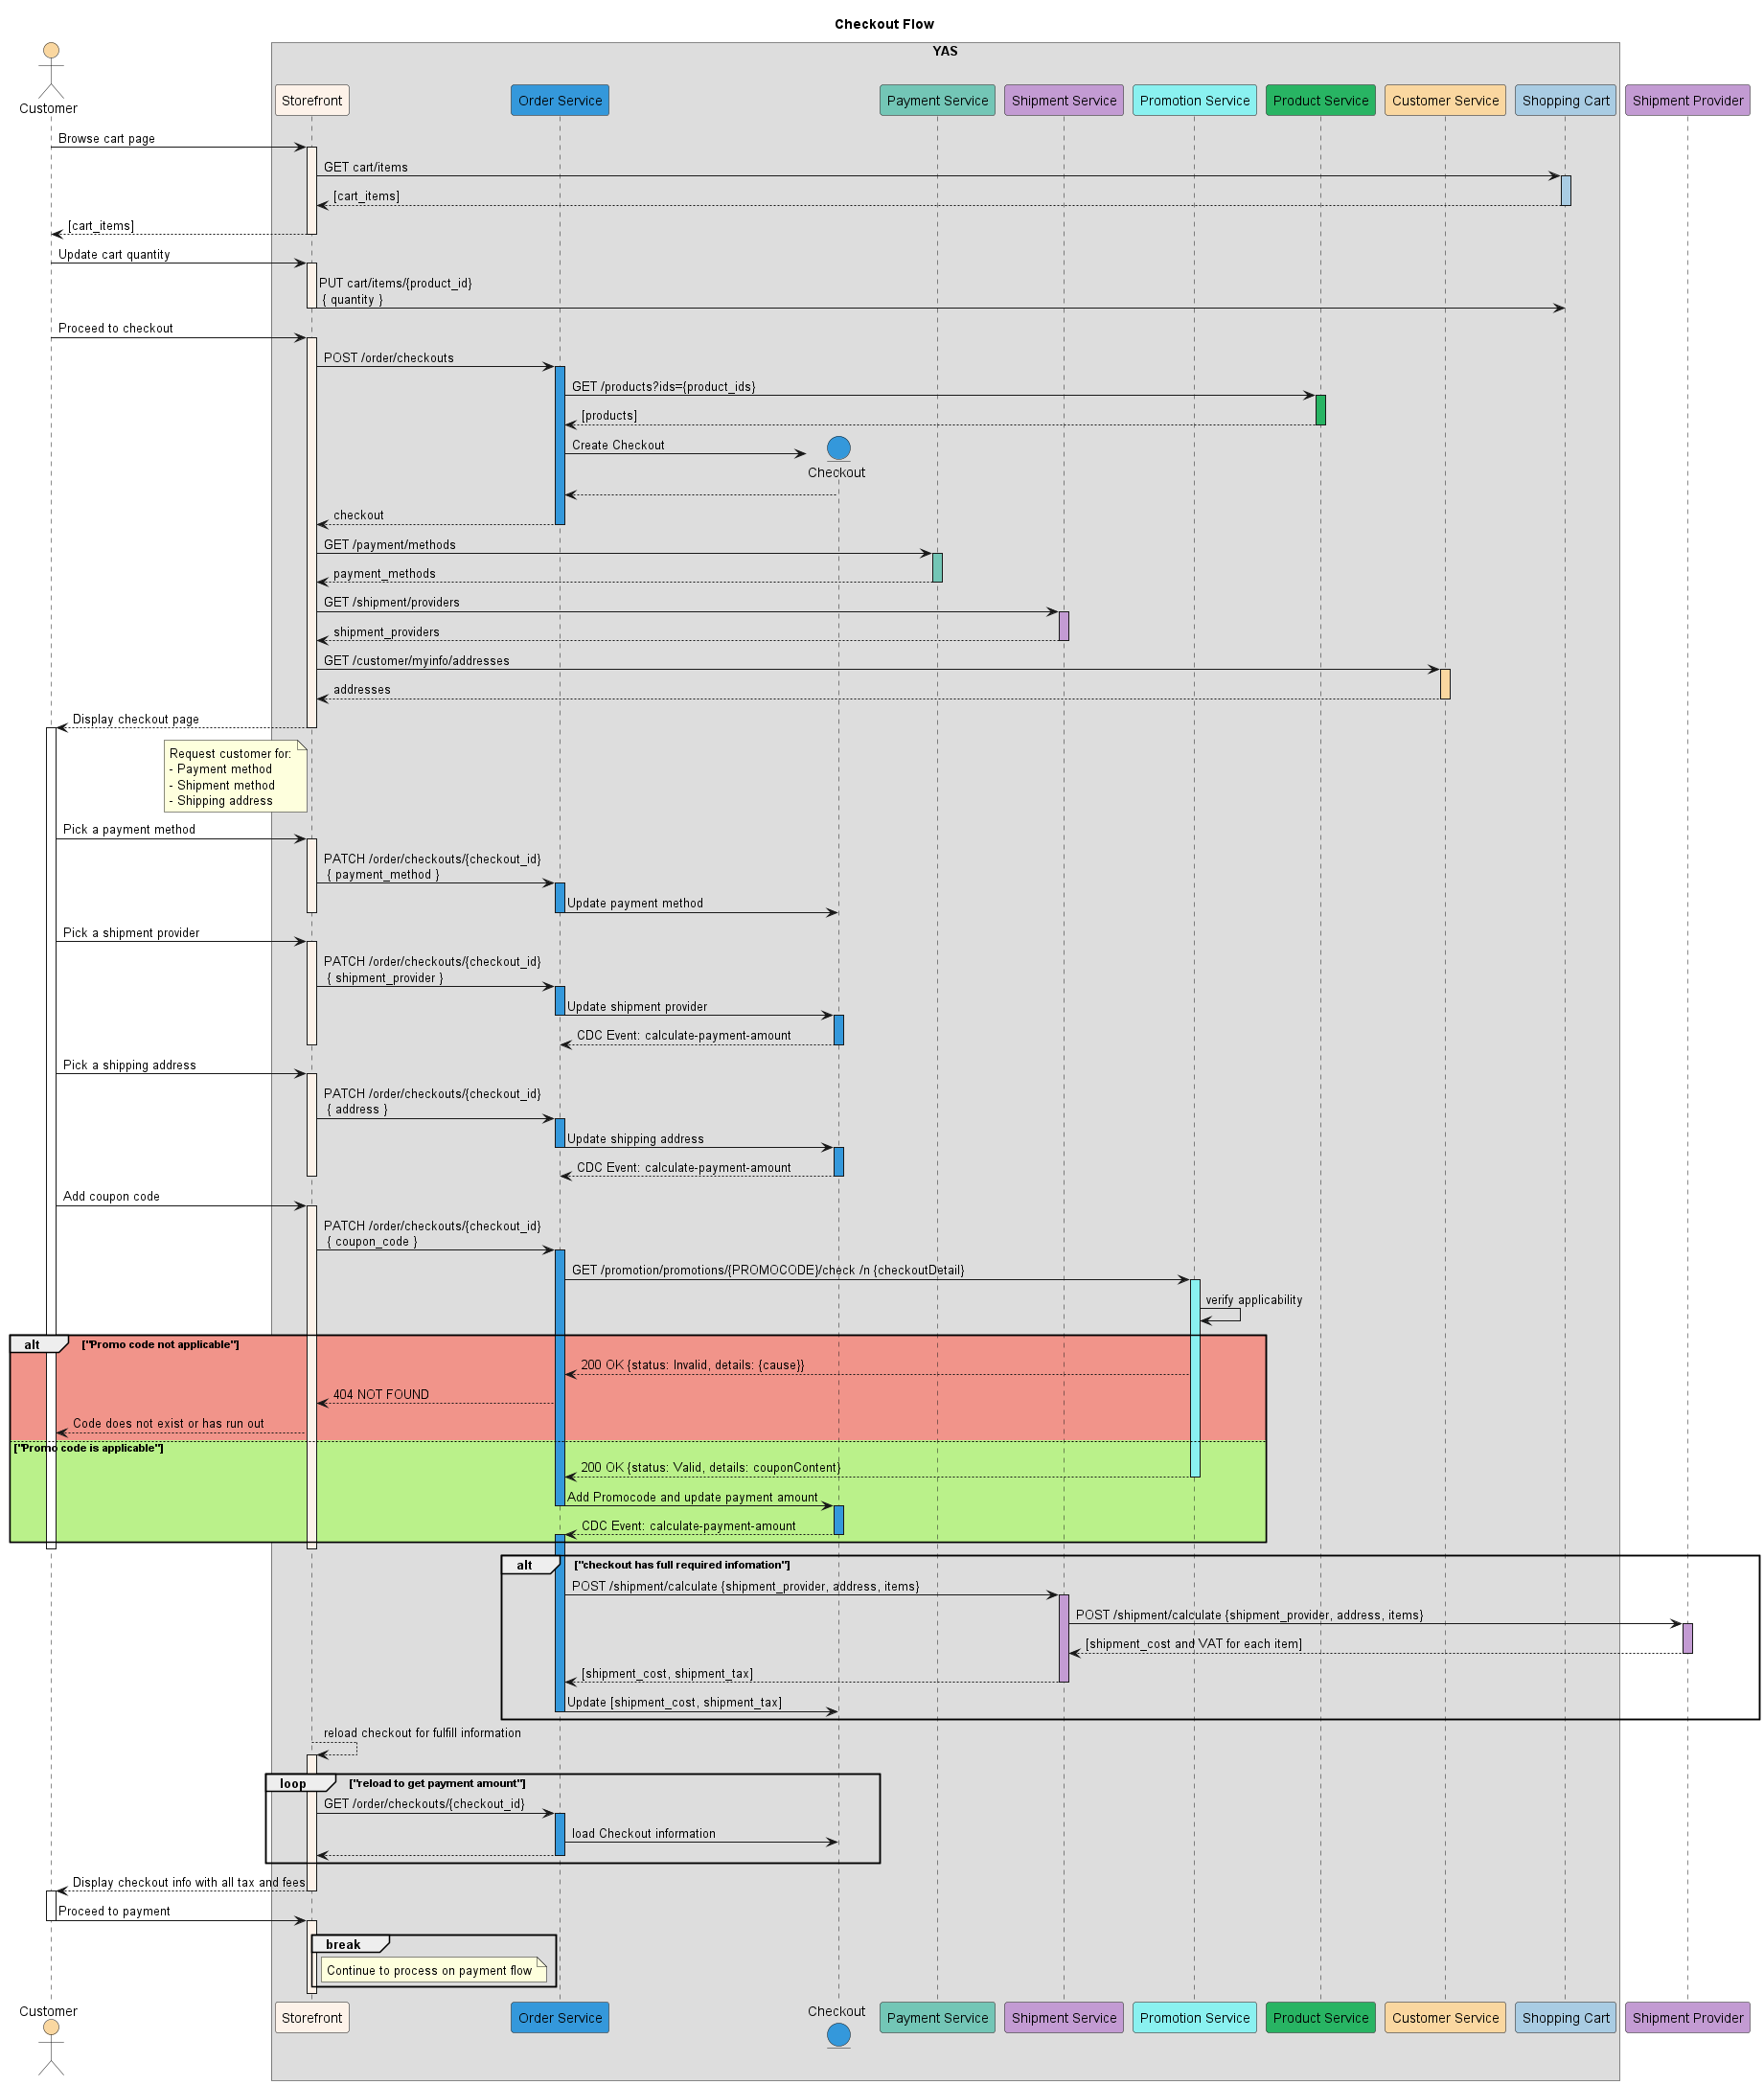 Checkout Flow
YAS
Customer
Storefront
Order Service
Payment Service
Shipment Service
Promotion Service
Product Service
Customer Service
Shopping Cart
Shipment Provider
Browse cart page
GET cart/items
[cart_items]
[cart_items]
Update cart quantity
PUT cart/items/{product_id}
{ quantity }
Proceed to checkout
POST /order/checkouts
GET /products?ids={product_ids}
[products]
Create Checkout
Checkout
checkout
GET /payment/methods
payment_methods
GET /shipment/providers
shipment_providers
GET /customer/myinfo/addresses
addresses
Display checkout page
Request customer for:
- Payment method
- Shipment method
- Shipping address
Pick a payment method
PATCH /order/checkouts/{checkout_id}
{ payment_method }
Update payment method
Pick a shipment provider
PATCH /order/checkouts/{checkout_id}
{ shipment_provider }
Update shipment provider
CDC Event: calculate-payment-amount
Pick a shipping address
PATCH /order/checkouts/{checkout_id}
{ address }
Update shipping address
CDC Event: calculate-payment-amount
Add coupon code
PATCH /order/checkouts/{checkout_id}
{ coupon_code }
GET /promotion/promotions/{PROMOCODE}/check /n {checkoutDetail}
verify applicability
alt ["Promo code not applicable"]
200 OK {status: Invalid, details: {cause}}
404 NOT FOUND
Code does not exist or has run out
["Promo code is applicable"]
200 OK {status: Valid, details: couponContent}
Add Promocode and update payment amount
CDC Event: calculate-payment-amount
alt ["checkout has full required infomation"]
POST /shipment/calculate {shipment_provider, address, items}
POST /shipment/calculate {shipment_provider, address, items}
[shipment_cost and VAT for each item]
[shipment_cost, shipment_tax]
Update [shipment_cost, shipment_tax]
reload checkout for fulfill information
loop ["reload to get payment amount"]
GET /order/checkouts/{checkout_id}
load Checkout information
Display checkout info with all tax and fees
Proceed to payment
break
Continue to process on payment flow
Customer
Storefront
Order Service
Checkout
Payment Service
Shipment Service
Promotion Service
Product Service
Customer Service
Shopping Cart
Shipment Provider